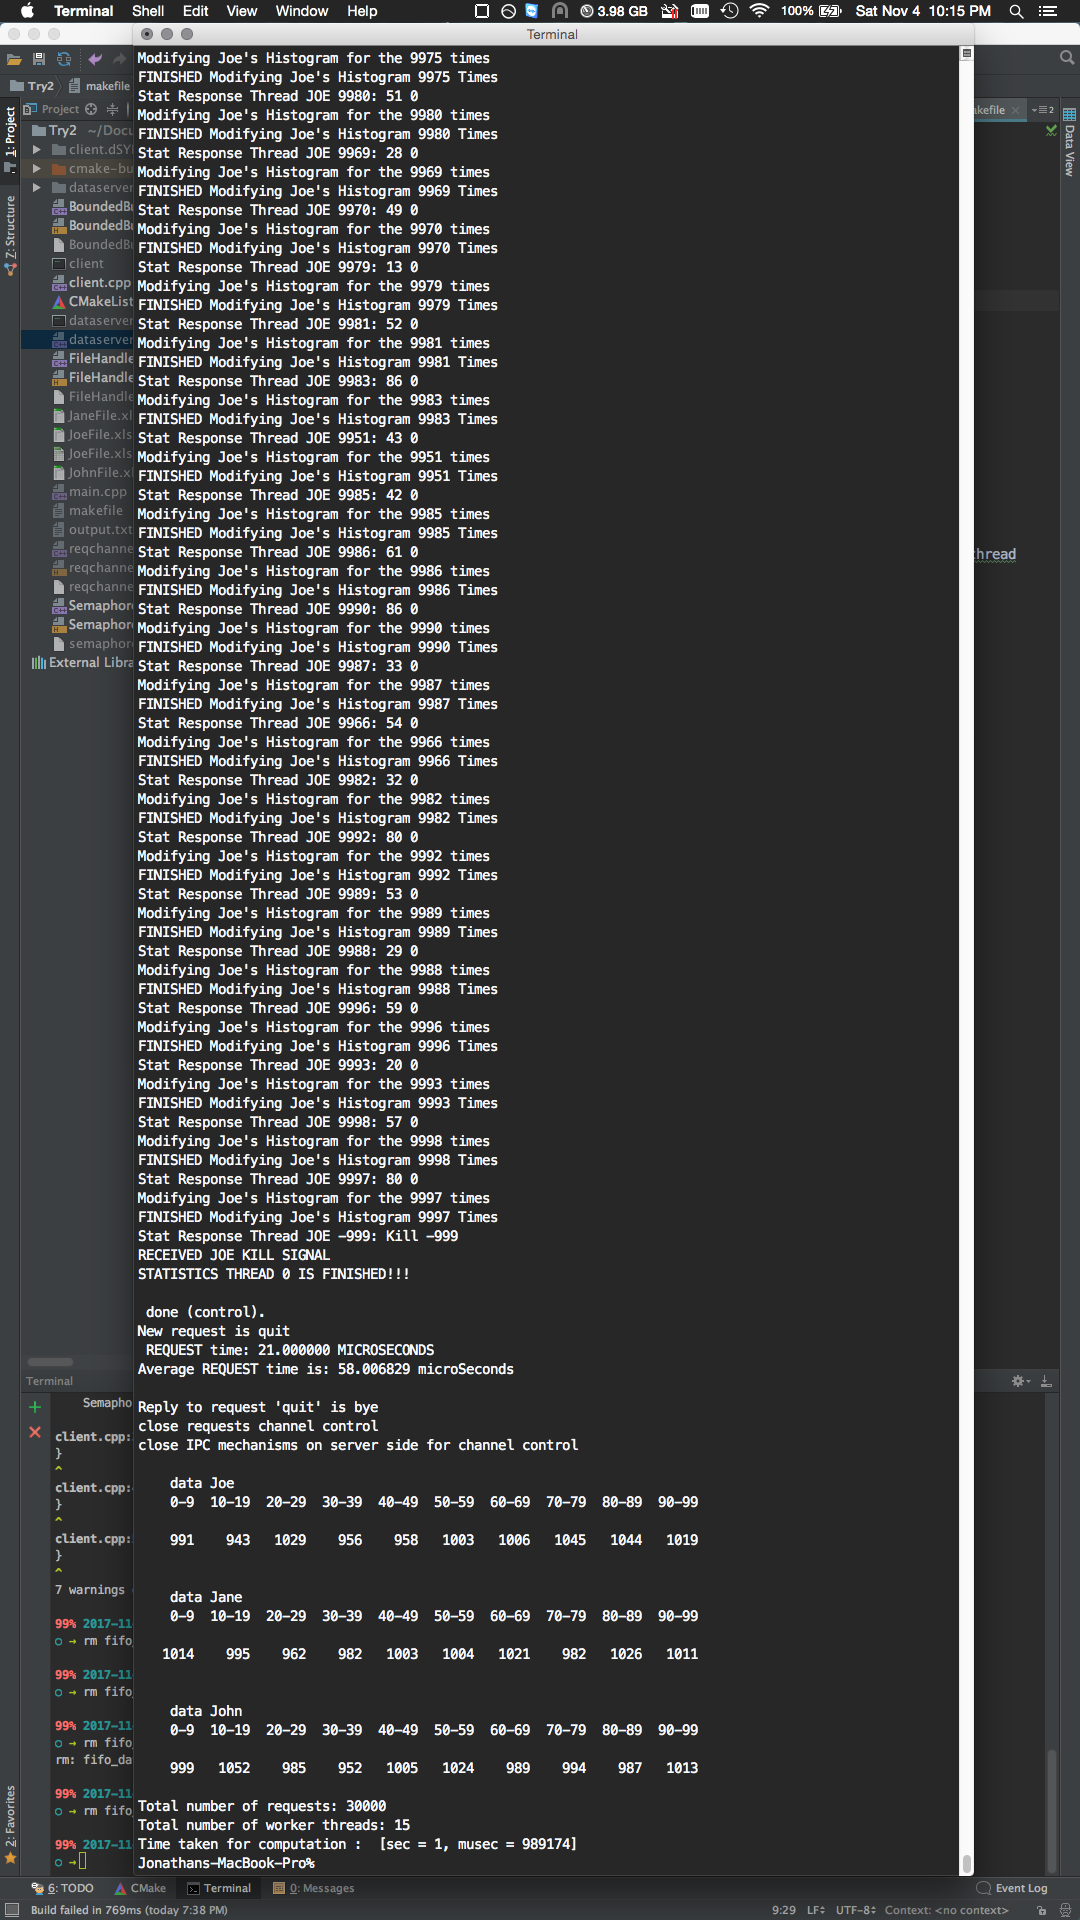 Terminal Shell Edit View Window Help 3.98 GB 100% Sat Nov 4 10:15 PM
Terminal
Try2 makefile
Project
1: Project
Z: Structure
2: Favorites
Try2 ~/Docu
client.dSY
cmake-bu
dataserver
BoundedBu
BoundedBu
BoundedBu
client
client.cpp
CMakeList
dataserver
dataserver
FileHandle
FileHandle
FileHandle
JaneFile.xl
JoeFile.xls
JoeFile.xls
JohnFile.xl
main.cpp
makefile
output.txt
reqchanne
reqchanne
reqchanne
Semaphor
Semaphor
semaphor
External Libra
Modifying Joe's Histogram for the 9975 times
FINISHED Modifying Joe's Histogram 9975 Times
Stat Response Thread JOE 9980: 51 0
Modifying Joe's Histogram for the 9980 times
FINISHED Modifying Joe's Histogram 9980 Times
Stat Response Thread JOE 9969: 28 0
Modifying Joe's Histogram for the 9969 times
FINISHED Modifying Joe's Histogram 9969 Times
Stat Response Thread JOE 9970: 49 0
Modifying Joe's Histogram for the 9970 times
FINISHED Modifying Joe's Histogram 9970 Times
Stat Response Thread JOE 9979: 13 0
Modifying Joe's Histogram for the 9979 times
FINISHED Modifying Joe's Histogram 9979 Times
Stat Response Thread JOE 9981: 52 0
Modifying Joe's Histogram for the 9981 times
FINISHED Modifying Joe's Histogram 9981 Times
Stat Response Thread JOE 9983: 86 0
Modifying Joe's Histogram for the 9983 times
FINISHED Modifying Joe's Histogram 9983 Times
Stat Response Thread JOE 9951: 43 0
Modifying Joe's Histogram for the 9951 times
FINISHED Modifying Joe's Histogram 9951 Times
Stat Response Thread JOE 9985: 42 0
Modifying Joe's Histogram for the 9985 times
FINISHED Modifying Joe's Histogram 9985 Times
Stat Response Thread JOE 9986: 61 0
Modifying Joe's Histogram for the 9986 times
FINISHED Modifying Joe's Histogram 9986 Times
Stat Response Thread JOE 9990: 86 0
Modifying Joe's Histogram for the 9990 times
FINISHED Modifying Joe's Histogram 9990 Times
Stat Response Thread JOE 9987: 33 0
Modifying Joe's Histogram for the 9987 times
FINISHED Modifying Joe's Histogram 9987 Times
Stat Response Thread JOE 9966: 54 0
Modifying Joe's Histogram for the 9966 times
FINISHED Modifying Joe's Histogram 9966 Times
Stat Response Thread JOE 9982: 32 0
Modifying Joe's Histogram for the 9982 times
FINISHED Modifying Joe's Histogram 9982 Times
Stat Response Thread JOE 9992: 80 0
Modifying Joe's Histogram for the 9992 times
FINISHED Modifying Joe's Histogram 9992 Times
Stat Response Thread JOE 9989: 53 0
Modifying Joe's Histogram for the 9989 times
FINISHED Modifying Joe's Histogram 9989 Times
Stat Response Thread JOE 9988: 29 0
Modifying Joe's Histogram for the 9988 times
FINISHED Modifying Joe's Histogram 9988 Times
Stat Response Thread JOE 9996: 59 0
Modifying Joe's Histogram for the 9996 times
FINISHED Modifying Joe's Histogram 9996 Times
Stat Response Thread JOE 9993: 20 0
Modifying Joe's Histogram for the 9993 times
FINISHED Modifying Joe's Histogram 9993 Times
Stat Response Thread JOE 9998: 57 0
Modifying Joe's Histogram for the 9998 times
FINISHED Modifying Joe's Histogram 9998 Times
Stat Response Thread JOE 9997: 80 0
Modifying Joe's Histogram for the 9997 times
FINISHED Modifying Joe's Histogram 9997 Times
Stat Response Thread JOE -999: Kill -999
RECEIVED JOE KILL SIGNAL
STATISTICS THREAD 0 IS FINISHED!!!
done (control).
New request is quit
REQUEST time: 21.000000 MICROSECONDS
Average REQUEST time is: 58.006829 microSeconds
Reply to request 'quit' is bye
close requests channel control
close IPC mechanisms on server side for channel control
data Joe
0-9 10-19 20-29 30-39 40-49 50-59 60-69 70-79 80-89 90-99
991 943 1029 956 958 1003 1006 1045 1044 1019
data Jane
0-9 10-19 20-29 30-39 40-49 50-59 60-69 70-79 80-89 90-99
1014 995 962 982 1003 1004 1021 982 1026 1011
data John
0-9 10-19 20-29 30-39 40-49 50-59 60-69 70-79 80-89 90-99
999 1052 985 952 1005 1024 989 994 987 1013
Total number of requests: 30000
Total number of worker threads: 15
Time taken for computation : [sec = 1, musec = 989174]
Jonathans-MacBook-Pro%
akefile
2
Data View
thread
Terminal
Semapho
client.cpp:
}
^
client.cpp:
}
^
client.cpp:
}
^
7 warnings
99% 2017-11
→ rm fifo_
99% 2017-11
→ rm fifo_
99% 2017-11
→ rm fifo_
rm: fifo_da
99% 2017-11
→ rm fifo_
99% 2017-11
→
6: TODO CMake Terminal 0: Messages Event Log
Build failed in 769ms (today 7:38 PM) 9:29 LF UTF-8 Context: <no context>